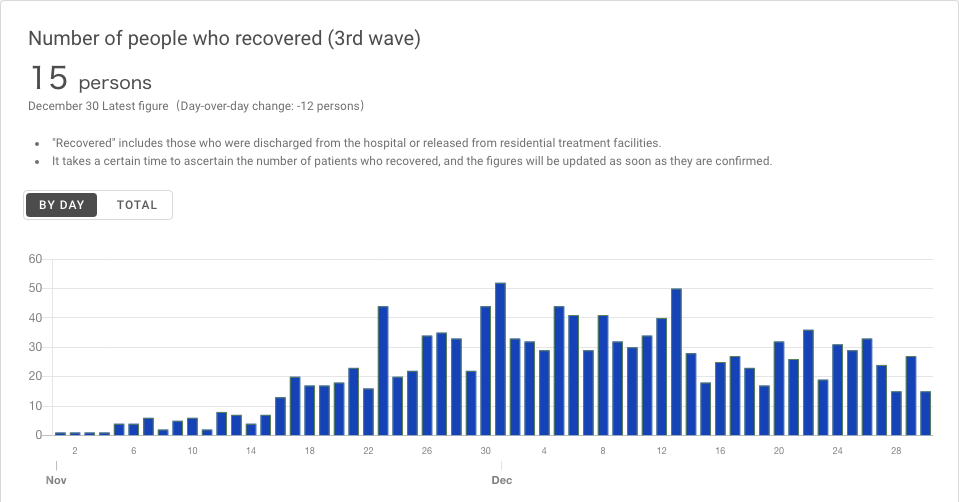 Number of people who recovered (3rd wave)
15 persons
December 30 Latest figure (Day-over-day change: -12 persons)
• "Recovered" includes those who were discharged from the hospital or released from residential treatment facilities.
• It takes a certain time to ascertain the number of patients who recovered, and the figures will be updated as soon as they are confirmed.
BY DAY TOTAL
60
50
40
30
20
10
0
2 6 10 14 18 22 26 30 4 8 12 16 20 24 28
Nov Dec